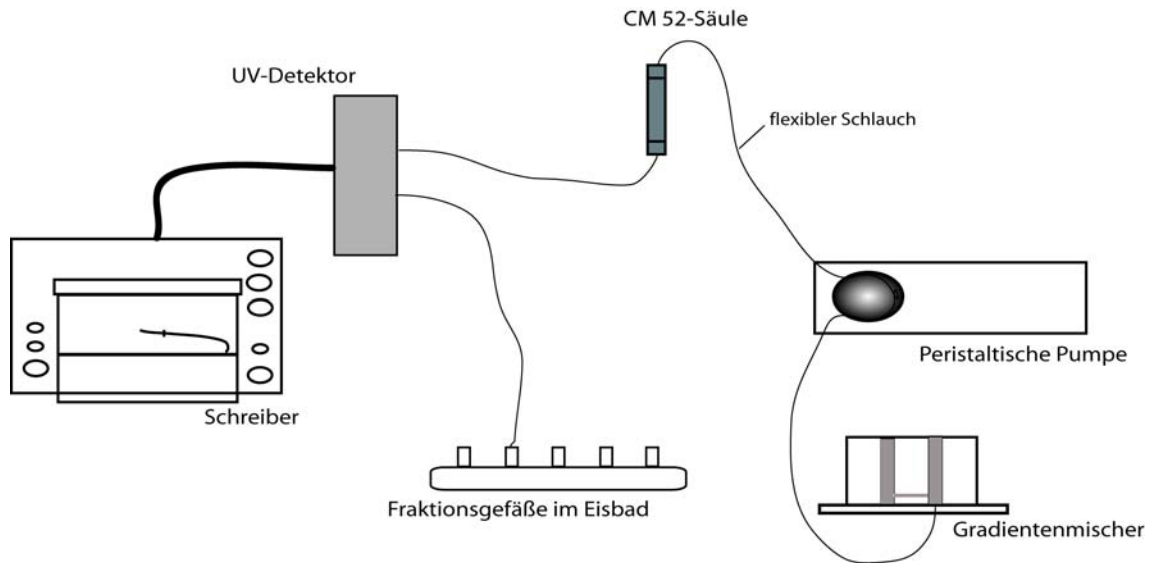 CM 52-Säule
UV-Detektor
flexibler Schlauch
Peristaltische Pumpe
Schreiber
Fraktionsgefäße im Eisbad
Gradientenmischer